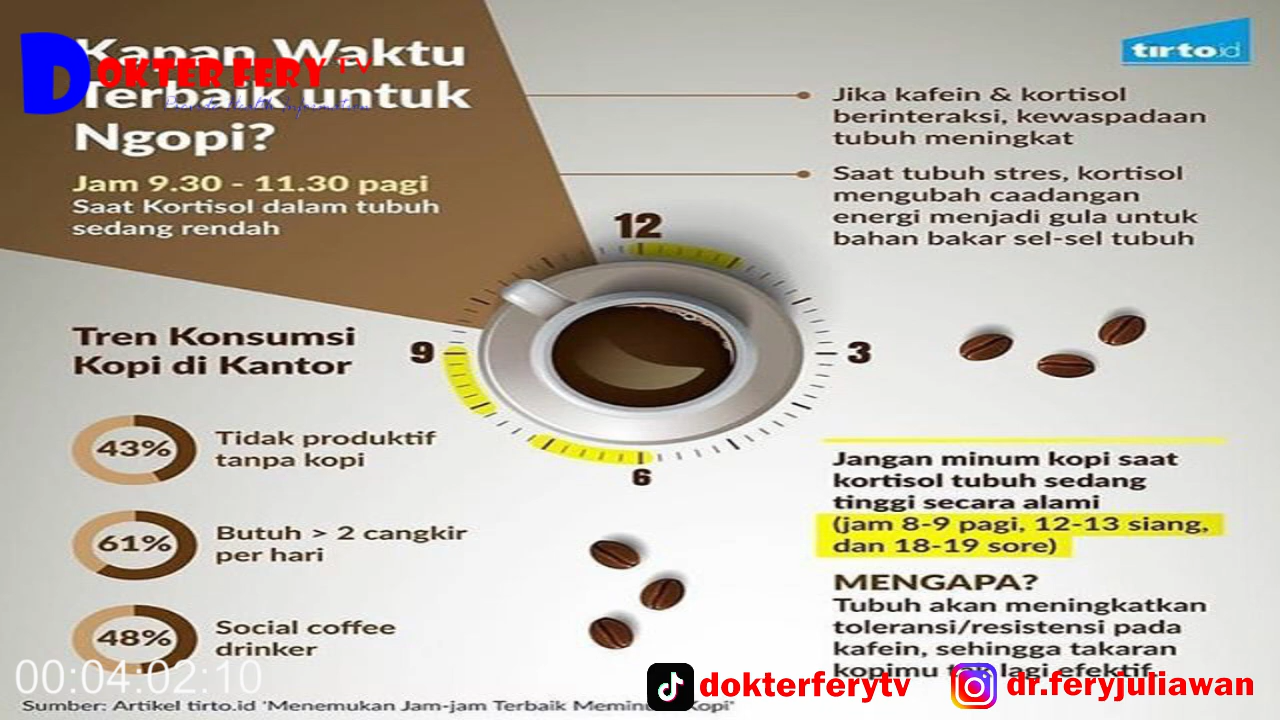 Kapan Waktu
Terbaik untuk
Ngopi?
DOKTER FERY TV
Jam 9.30 - 11.30 pagi
Saat Kortisol dalam tubuh
sedang rendah
tirto.id
Jika kafein & kortisol
berinteraksi, kewaspadaan
tubuh meningkat
Saat tubuh stres, kortisol
mengubah caadangan
energi menjadi gula untuk
bahan bakar sel-sel tubuh
12
9
3
6
Tren Konsumsi
Kopi di Kantor
43%
Tidak produktif
tanpa kopi
61%
Butuh > 2 cangkir
per hari
48%
Social coffee
drinker
Jangan minum kopi saat
kortisol tubuh sedang
tinggi secara alami
(jam 8-9 pagi, 12-13 siang,
dan 18-19 sore)
MENGAPA?
Tubuh akan meningkatkan
toleransi/resistensi pada
kafein, sehingga takaran
kopimu tak lagi efektif.
00:04:02:10
dokterferytv
dr.feryjuliawan
Sumber: Artikel tirto.id 'Menemukan Jam-jam Terbaik Meminum Kopi'